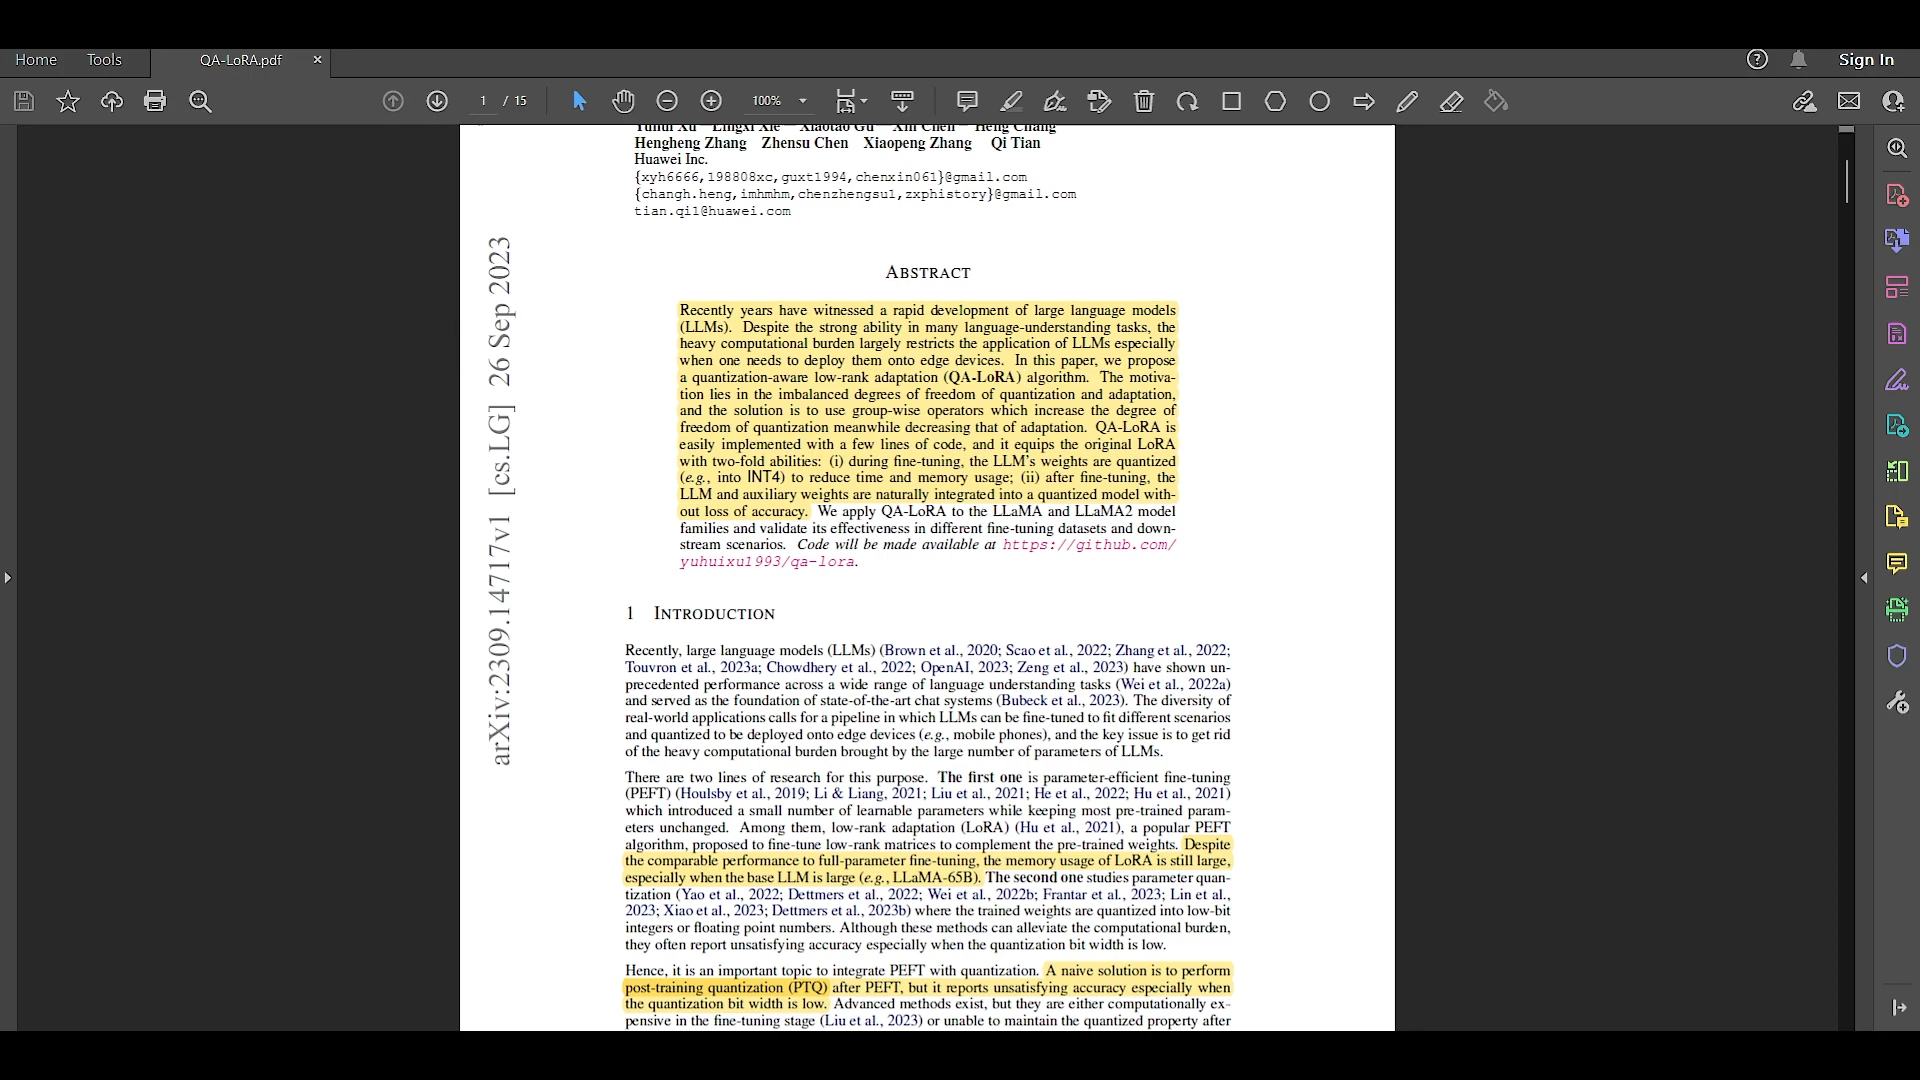 Home Tools QA-LoRA.pdf × Sign In
1 / 15 100%
Yuhui Xu Lingxi Xie Xiaotao Gu Xin Chen Heng Chang
Hengheng Zhang Zhensu Chen Xiaopeng Zhang Qi Tian
Huawei Inc.
{xyh6666,198808xc,guxt1994,chenxin061}@gmail.com
{changh.heng,imhmhm,chenzhengsu1,zxphistory}@gmail.com
tian.qi1@huawei.com
arXiv:2309.14717v1 [cs.LG] 26 Sep 2023
ABSTRACT
Recently years have witnessed a rapid development of large language models
(LLMs). Despite the strong ability in many language-understanding tasks, the
heavy computational burden largely restricts the application of LLMs especially
when one needs to deploy them onto edge devices. In this paper, we propose
a quantization-aware low-rank adaptation (QA-LoRA) algorithm. The motiva-
tion lies in the imbalanced degrees of freedom of quantization and adaptation,
and the solution is to use group-wise operators which increase the degree of
freedom of quantization meanwhile decreasing that of adaptation. QA-LoRA is
easily implemented with a few lines of code, and it equips the original LoRA
with two-fold abilities: (i) during fine-tuning, the LLM's weights are quantized
(e.g., into INT4) to reduce time and memory usage; (ii) after fine-tuning, the
LLM and auxiliary weights are naturally integrated into a quantized model with-
out loss of accuracy. We apply QA-LoRA to the LLaMA and LLaMA2 model
families and validate its effectiveness in different fine-tuning datasets and down-
stream scenarios. Code will be made available at https://github.com/
yuhuixu1993/qa-lora.
1 INTRODUCTION
Recently, large language models (LLMs) (Brown et al., 2020; Scao et al., 2022; Zhang et al., 2022;
Touvron et al., 2023a; Chowdhery et al., 2022; OpenAI, 2023; Zeng et al., 2023) have shown un-
precedented performance across a wide range of language understanding tasks (Wei et al., 2022a)
and served as the foundation of state-of-the-art chat systems (Bubeck et al., 2023). The diversity of
real-world applications calls for a pipeline in which LLMs can be fine-tuned to fit different scenarios
and quantized to be deployed onto edge devices (e.g., mobile phones), and the key issue is to get rid
of the heavy computational burden brought by the large number of parameters of LLMs.
There are two lines of research for this purpose. The first one is parameter-efficient fine-tuning
(PEFT) (Houlsby et al., 2019; Li & Liang, 2021; Liu et al., 2021; He et al., 2022; Hu et al., 2021)
which introduced a small number of learnable parameters while keeping most pre-trained param-
eters unchanged. Among them, low-rank adaptation (LoRA) (Hu et al., 2021), a popular PEFT
algorithm, proposed to fine-tune low-rank matrices to complement the pre-trained weights. Despite
the comparable performance to full-parameter fine-tuning, the memory usage of LoRA is still large,
especially when the base LLM is large (e.g., LLaMA-65B). The second one studies parameter quan-
tization (Yao et al., 2022; Dettmers et al., 2022; Wei et al., 2022b; Frantar et al., 2023; Lin et al.,
2023; Xiao et al., 2023; Dettmers et al., 2023b) where the trained weights are quantized into low-bit
integers or floating point numbers. Although these methods can alleviate the computational burden,
they often report unsatisfying accuracy especially when the quantization bit width is low.
Hence, it is an important topic to integrate PEFT with quantization. A naive solution is to perform
post-training quantization (PTQ) after PEFT, but it reports unsatisfying accuracy especially when
the quantization bit width is low. Advanced methods exist, but they are either computationally ex-
pensive in the fine-tuning stage (Liu et al., 2023) or unable to maintain the quantized property after